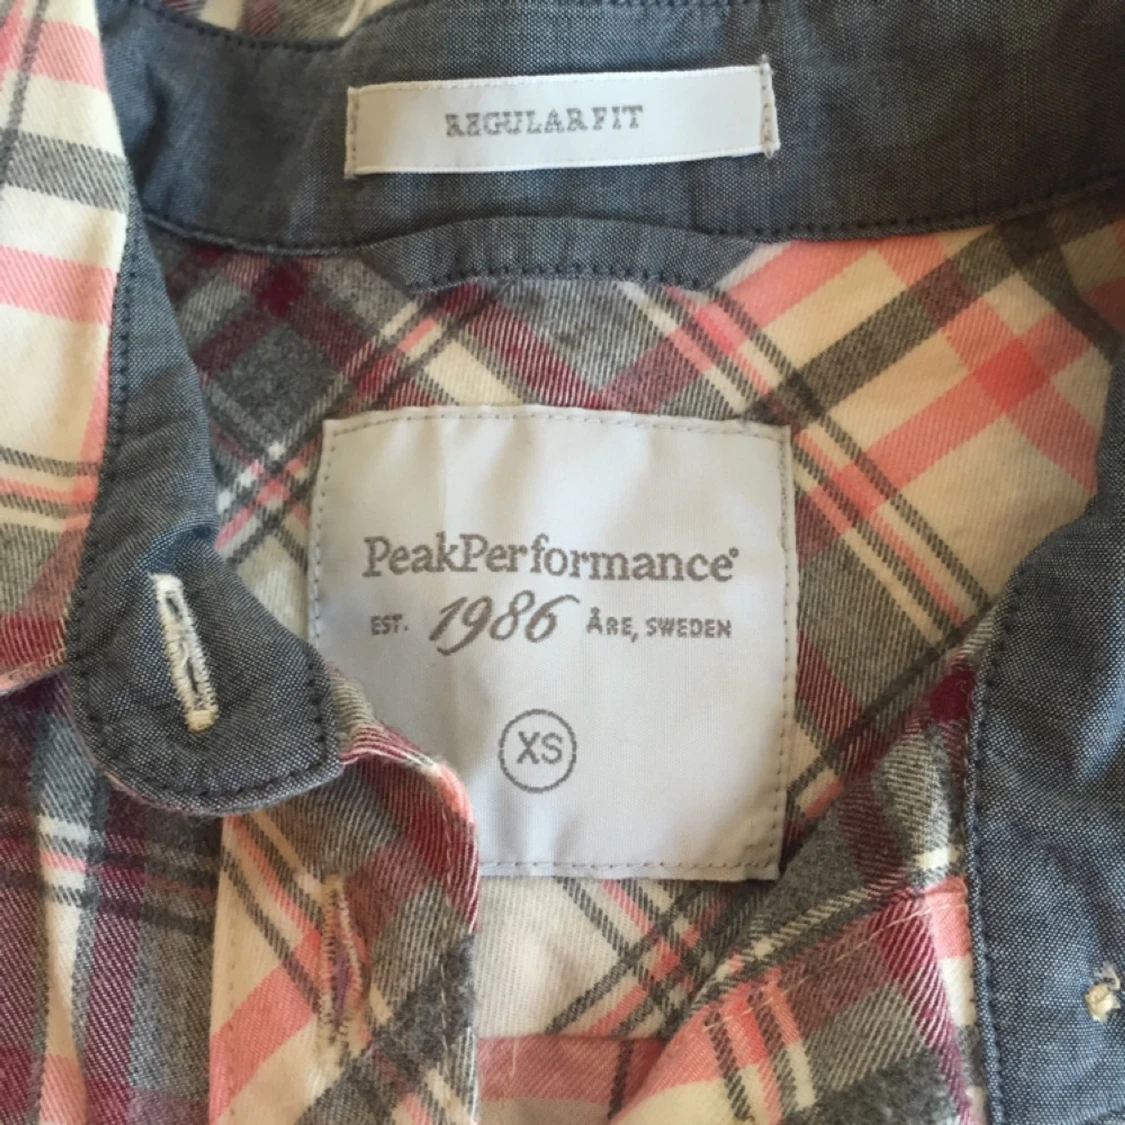 REGULAR FIT
PeakPerformance®
EST. 1986 ÅRE, SWEDEN
XS